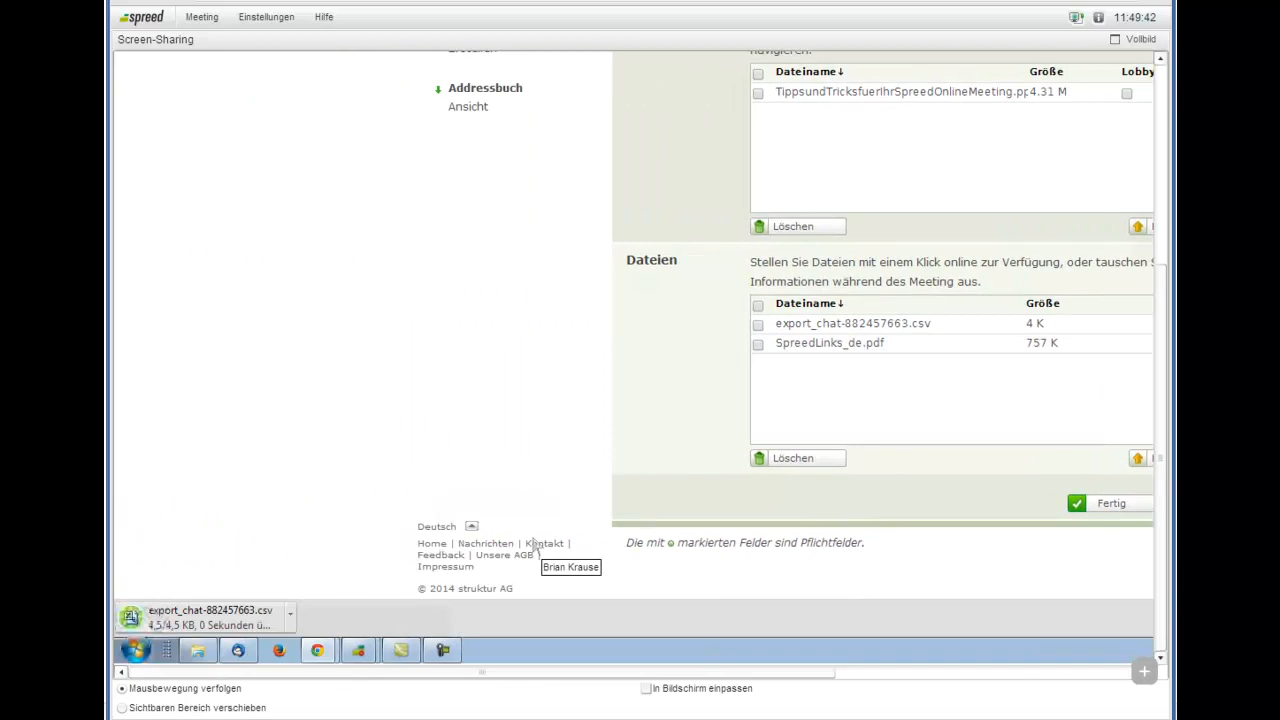 spreed Meeting Einstellungen Hilfe 11:49:42
Screen-Sharing Vollbild
navigieren.
Dateiname↓ Größe Lobby
TippsundTricksfuerIhrSpreedOnlineMeeting.pp 4.31 M
Addressbuch
Ansicht
Löschen
Dateien
Stellen Sie Dateien mit einem Klick online zur Verfügung, oder tauschen S
Informationen während des Meeting aus.
Dateiname↓ Größe
export_chat-882457663.csv 4 K
SpreedLinks_de.pdf 757 K
Löschen
Fertig
Deutsch
Home | Nachrichten | Kontakt |
Feedback | Unsere AGB |
Impressum
Brian Krause
Die mit markierten Felder sind Pflichtfelder.
© 2014 struktur AG
export_chat-882457663.csv
4,5/4,5 KB, 0 Sekunden ü...
Mausbewegung verfolgen
In Bildschirm einpassen
Sichtbaren Bereich verschieben